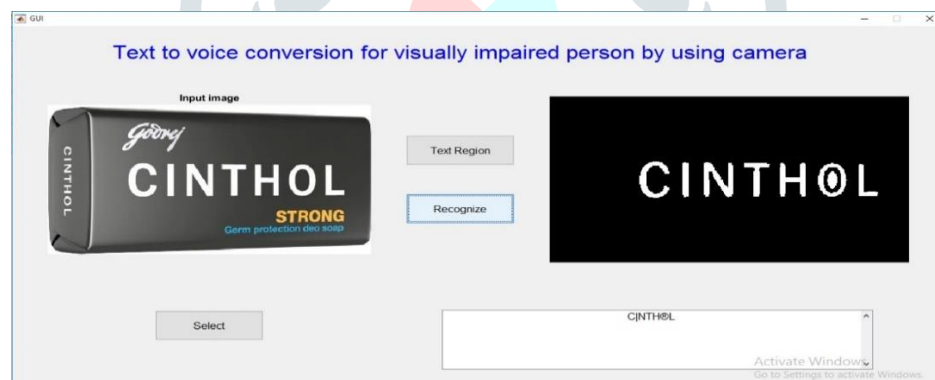 GUI
Text to voice conversion for visually impaired person by using camera
Input image
Godrej
CINTHOL
CINTHOL
STRONG
Germ protection deo soap
Text Region
Recognize
CINTHOL
Select
C|NTH®L
Activate Windows
Go to Settings to activate Windows.